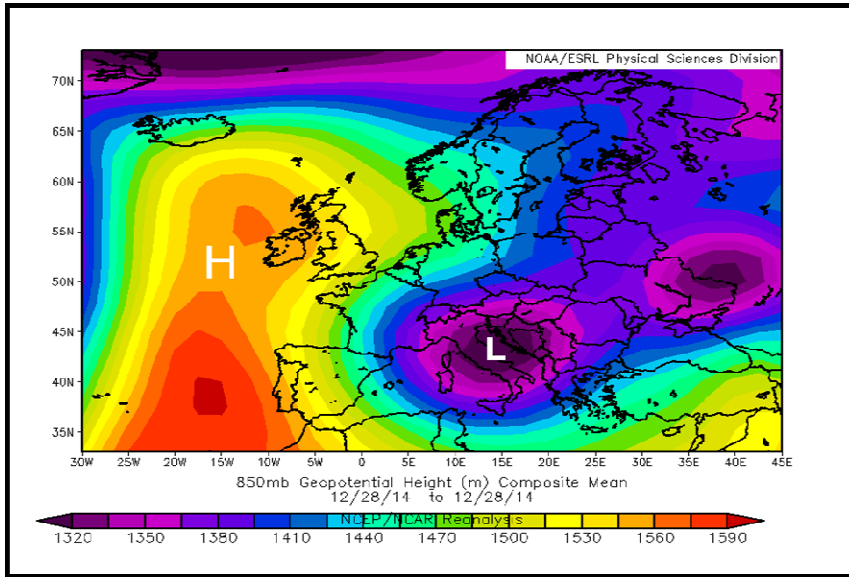 NOAA/ESRL Physical Sciences Division
70N
65N
60N
55N
50N
45N
40N
35N
H
L
30W 25W 20W 15W 10W 5W 0 5E 10E 15E 20E 25E 30E 35E 40E 45E
850mb Geopotential Height (m) Composite Mean
12/28/14 to 12/28/14
NCEP/NCAR Reanalysis
1320 1350 1380 1410 1440 1470 1500 1530 1560 1590